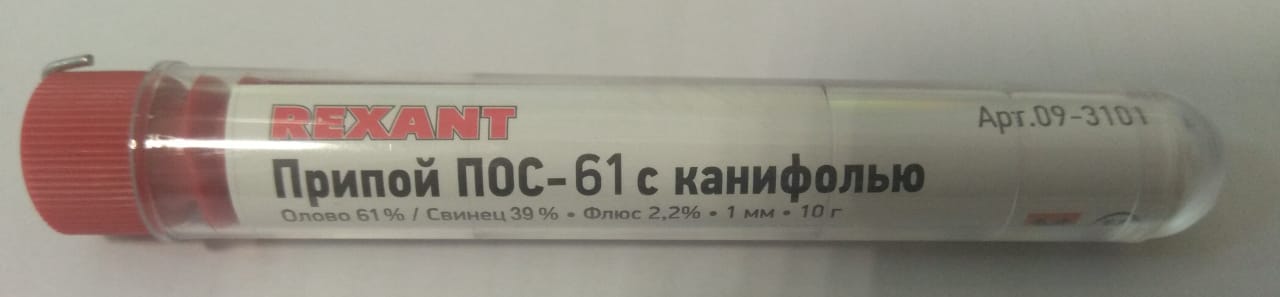 REXANT
Арт.09-3101
Припой ПОС-61 с канифолью
Олово 61% / Свинец 39% • Флюс 2,2% • 1 мм • 10 г